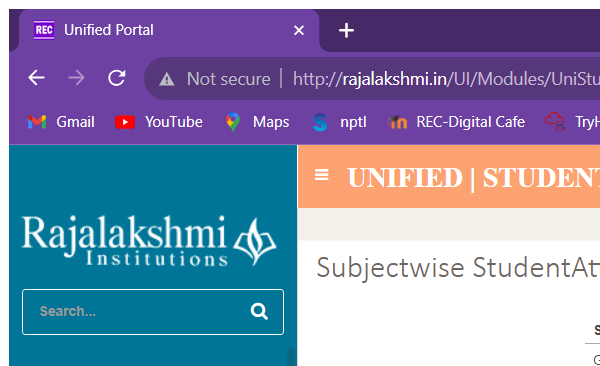 REC Unified Portal
Not secure | http://rajalakshmi.in/UI/Modules/UniStu
Gmail YouTube Maps nptl REC-Digital Cafe TryH
UNIFIED | STUDENT
Rajalakshmi
Institutions
Subjectwise StudentAtt
Search...